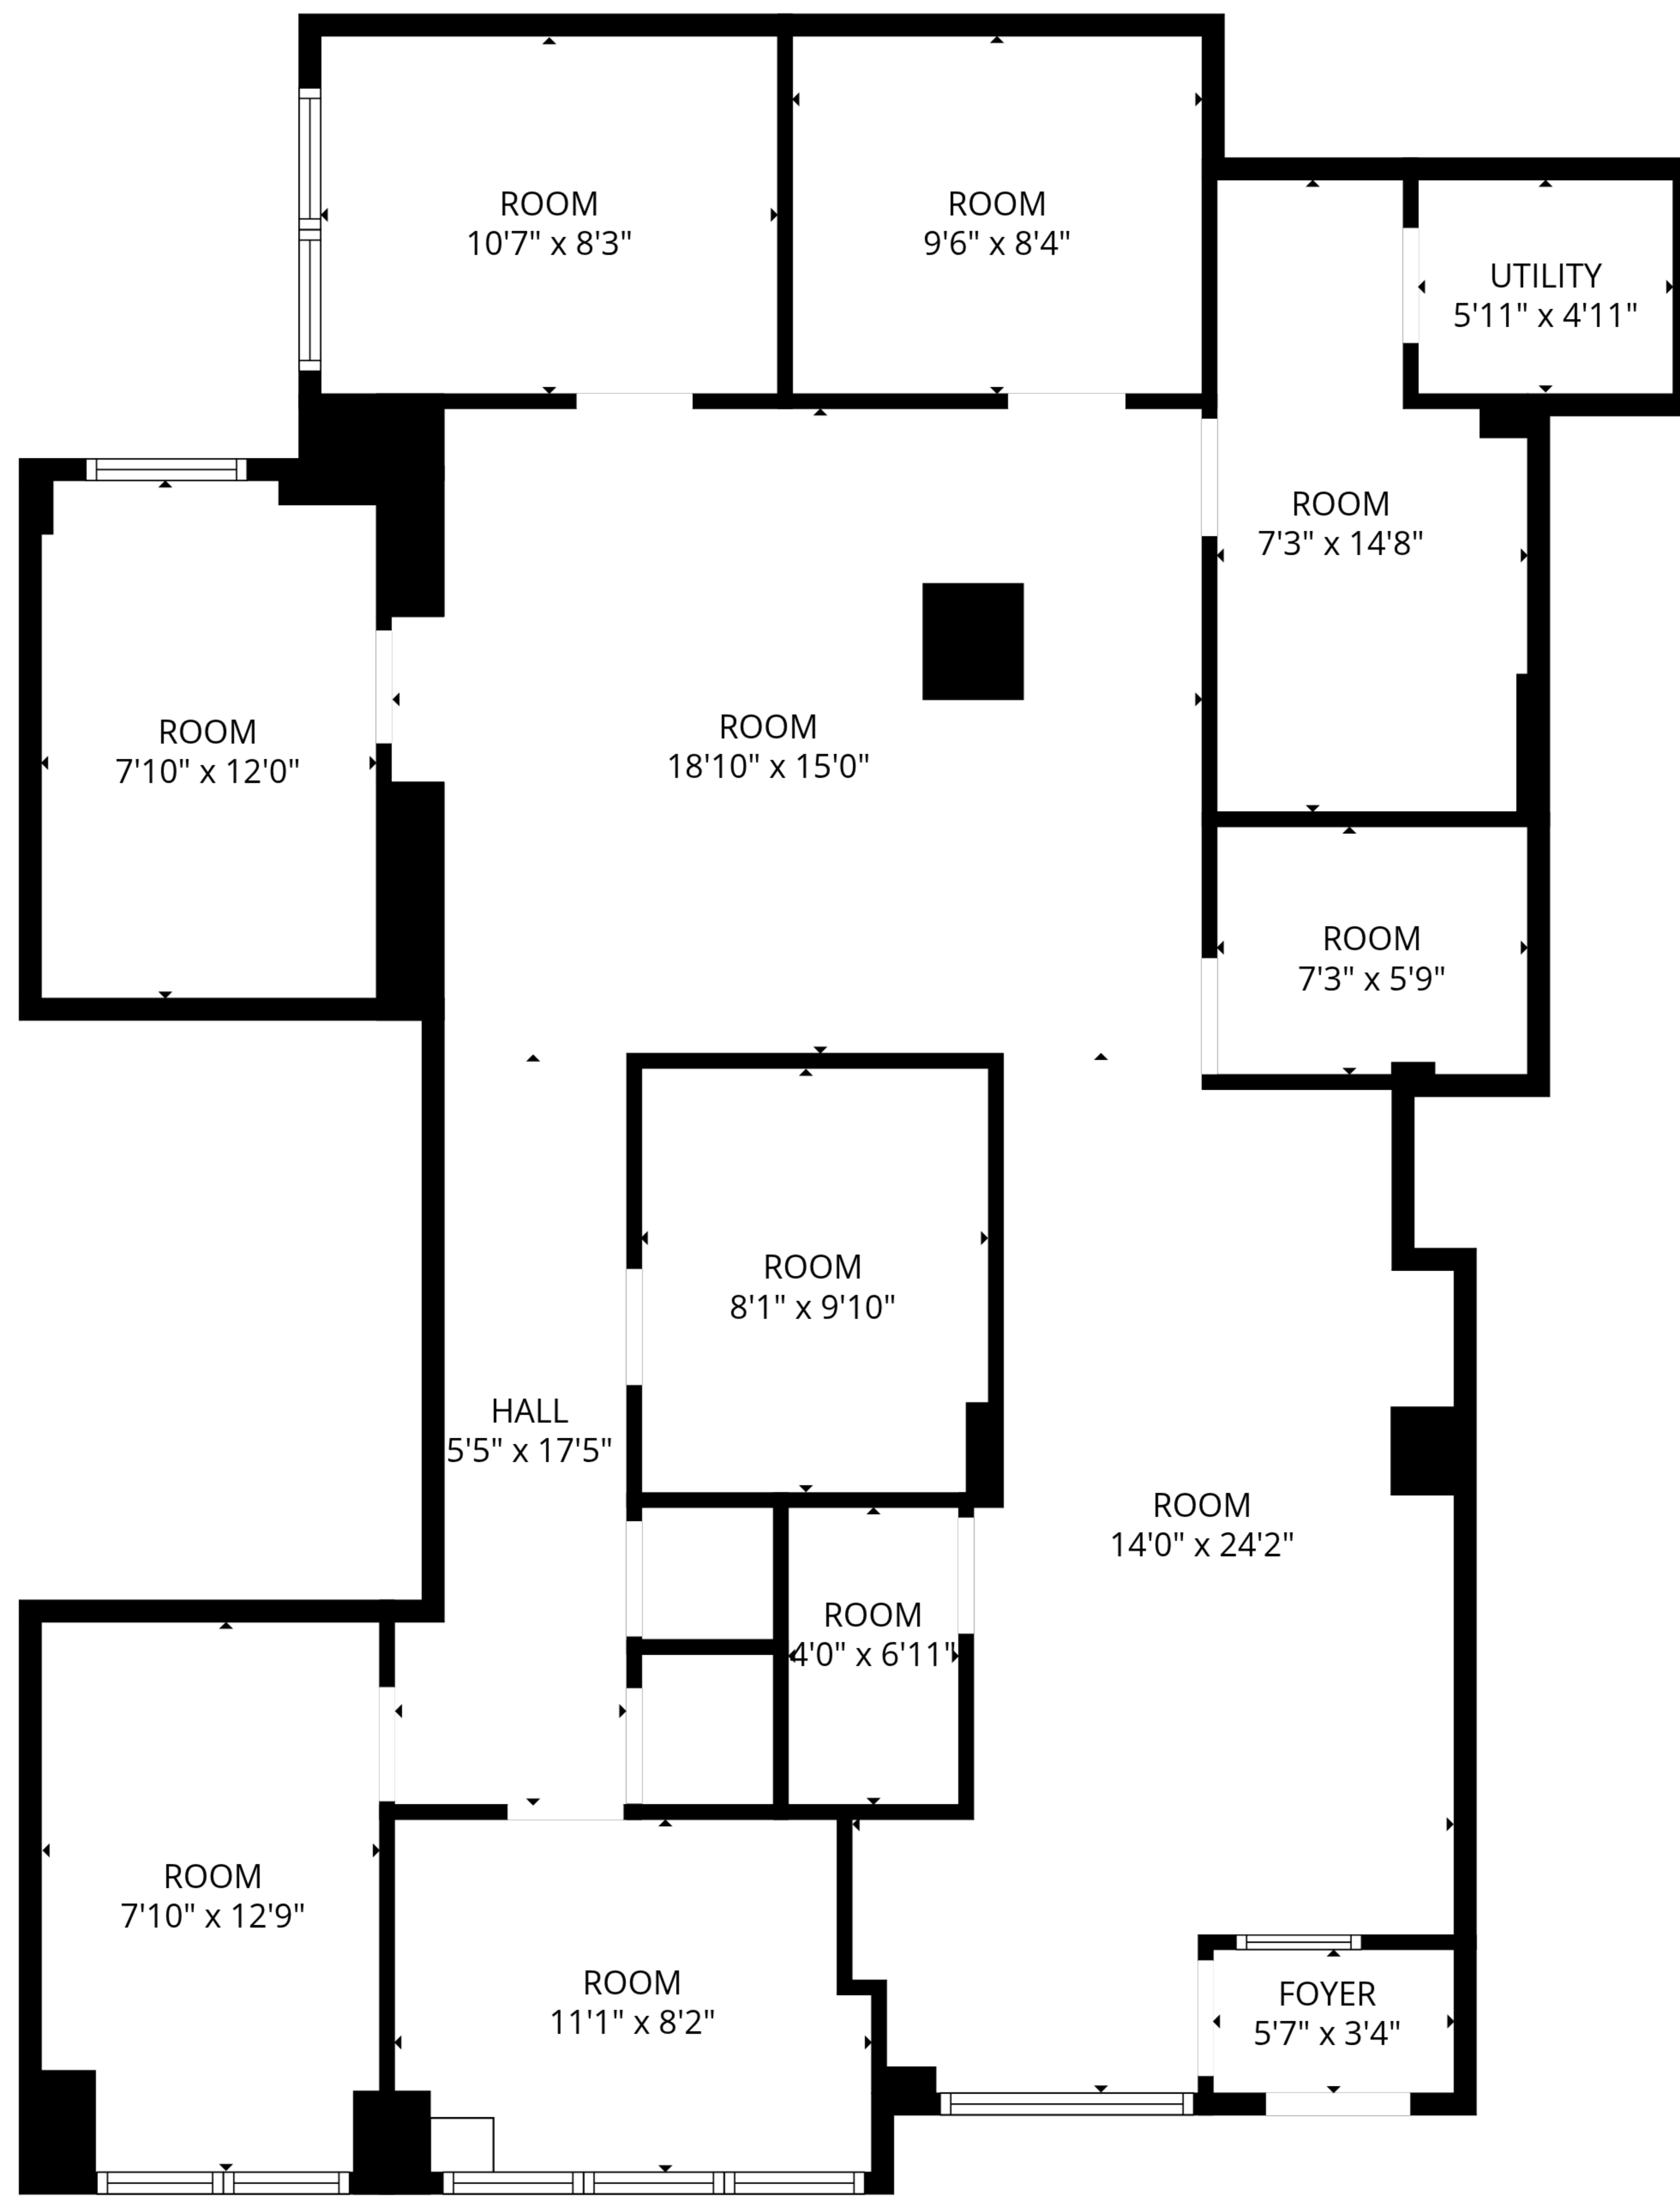 ROOM
10'7" x 8'3"
ROOM
9'6" x 8'4"
UTILITY
5'11" x 4'11"
ROOM
7'3" x 14'8"
ROOM
7'10" x 12'0"
ROOM
18'10" x 15'0"
ROOM
7'3" x 5'9"
ROOM
8'1" x 9'10"
HALL
5'5" x 17'5"
ROOM
14'0" x 24'2"
ROOM
4'0" x 6'11"
ROOM
7'10" x 12'9"
ROOM
11'1" x 8'2"
FOYER
5'7" x 3'4"